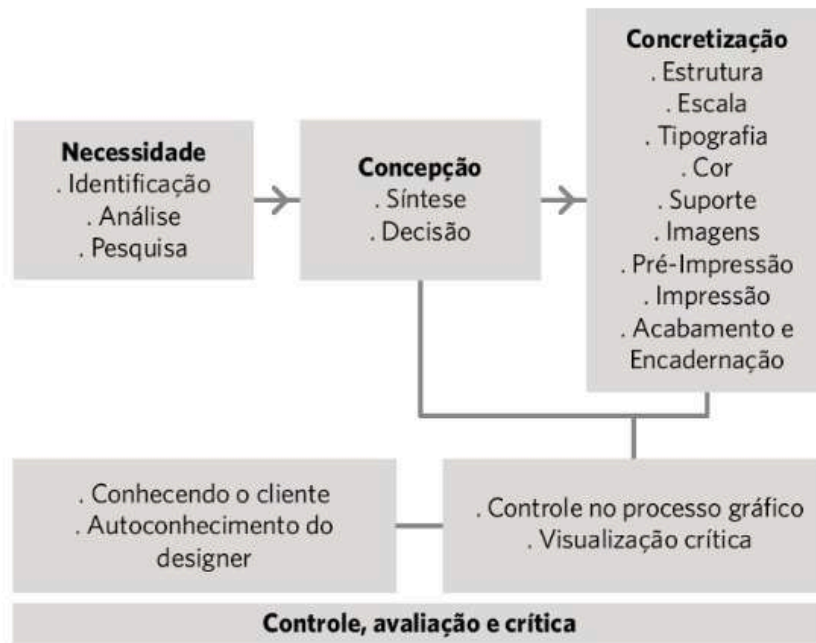 Necessidade
. Identificação
. Análise
. Pesquisa
Concepção
. Síntese
. Decisão
Concretização
. Estrutura
. Escala
. Tipografia
. Cor
. Suporte
. Imagens
. Pré-Impressão
. Impressão
. Acabamento e
Encadernação
. Conhecendo o cliente
. Autoconhecimento do
designer
. Controle no processo gráfico
. Visualização crítica
Controle, avaliação e crítica